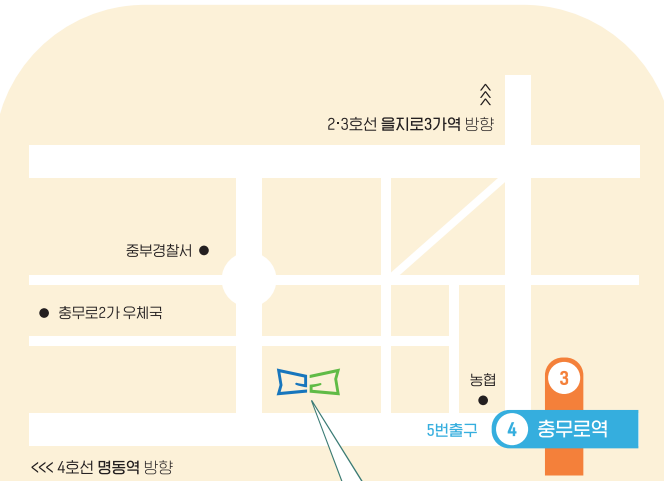 2·3호선 을지로3가역 방향
중부경찰서
충무로2가 우체국
농협
3
5번출구
4 충무로역
<<< 4호선 명동역 방향